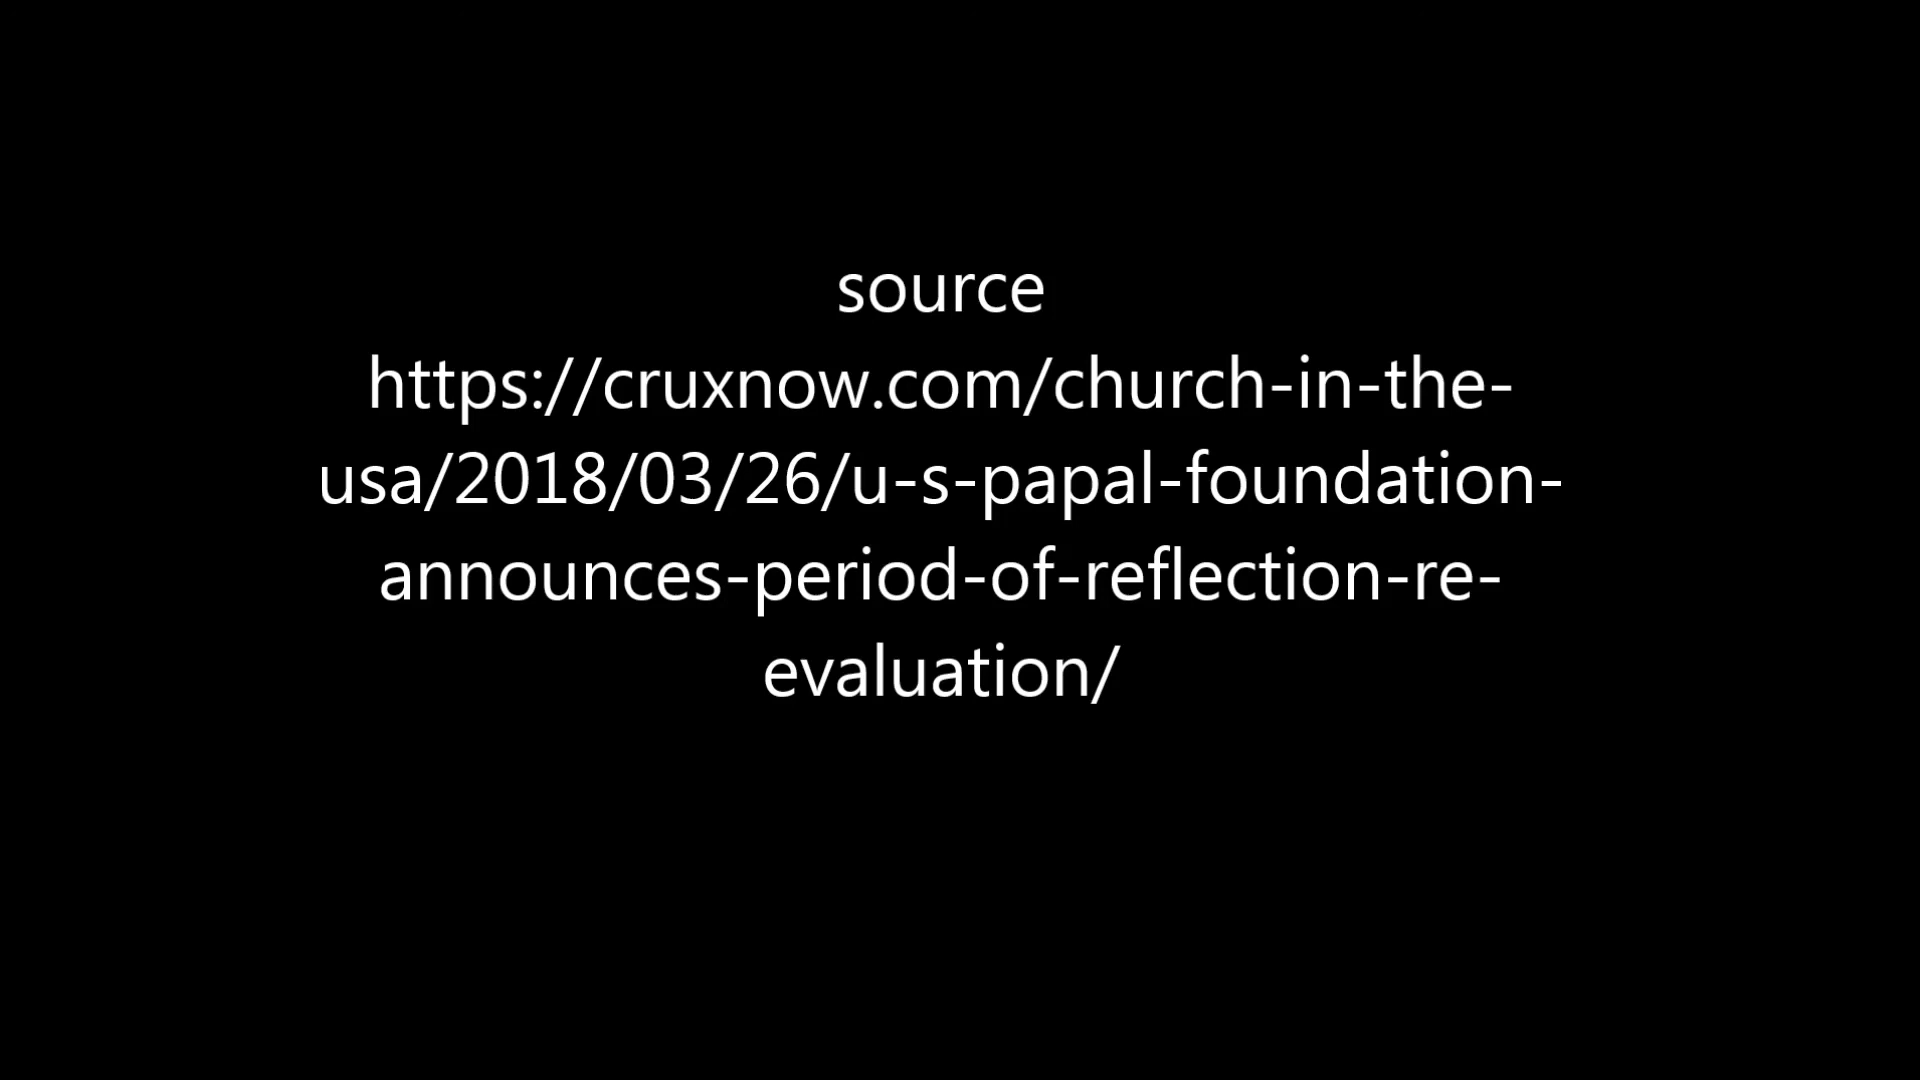 source
https://cruxnow.com/church-in-the-
usa/2018/03/26/u-s-papal-foundation-
announces-period-of-reflection-re-
evaluation/